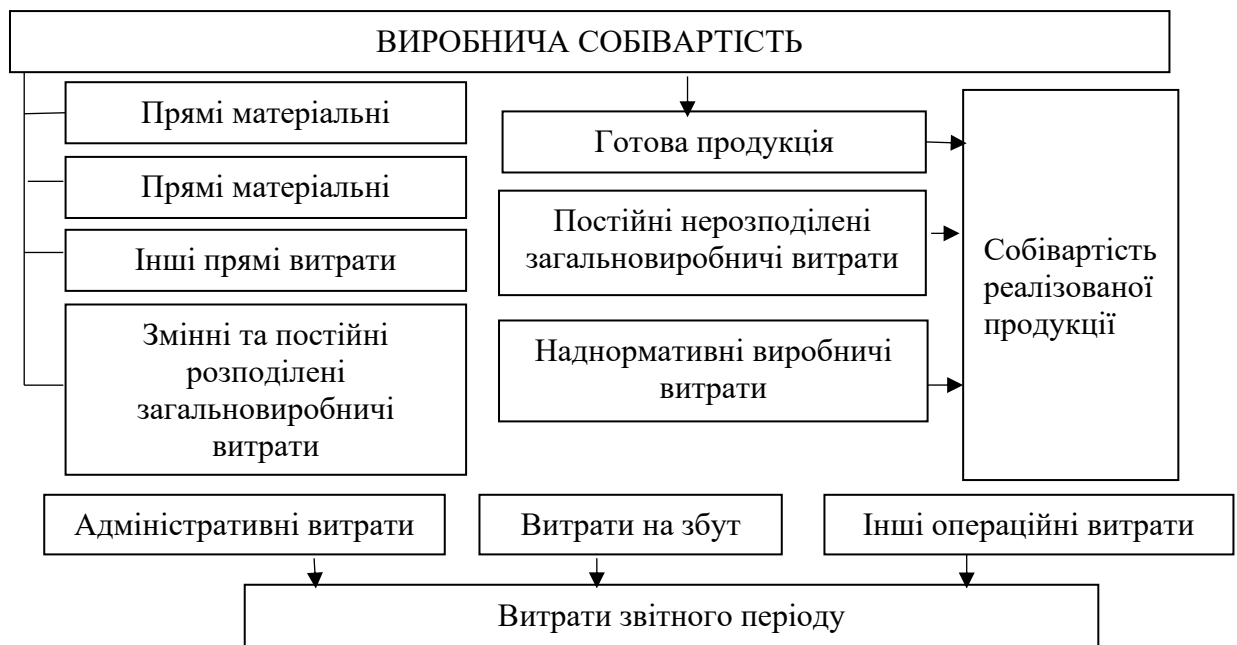 ВИРОБНИЧА СОБІВАРТІСТЬ
Прямі матеріальні
Прямі матеріальні
Інші прямі витрати
Змінні та постійні
розподілені
загальновиробничі
витрати
Готова продукція
Постійні нерозподілені
загальновиробничі витрати
Наднормативні виробничі
витрати
Собівартість
реалізованої
продукції
Адміністративні витрати
Витрати на збут
Інші операційні витрати
Витрати звітного періоду